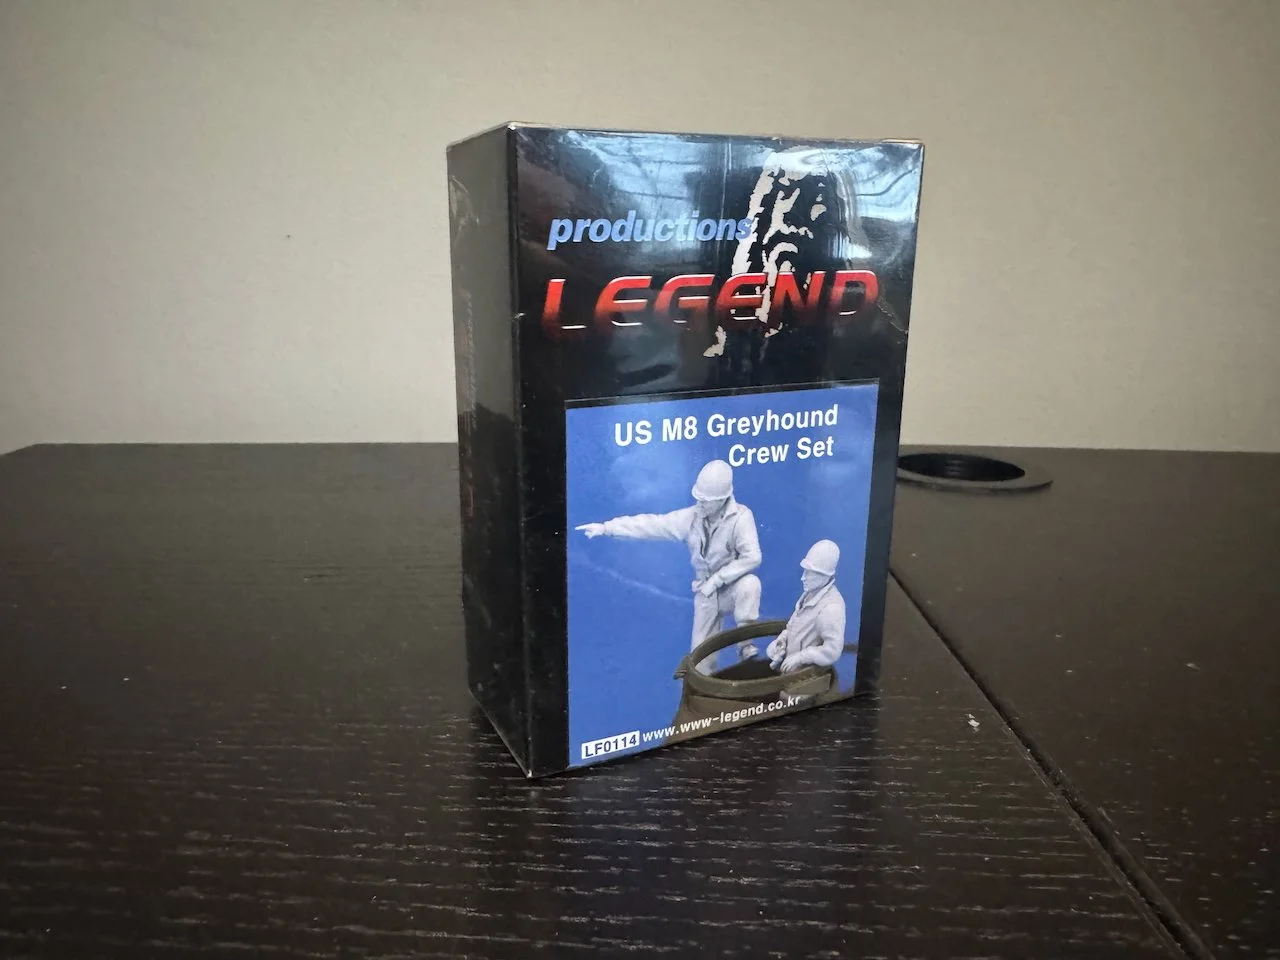 productions
LEGEND
US M8 Greyhound
Crew Set
LF0114 www.www-legend.co.kr